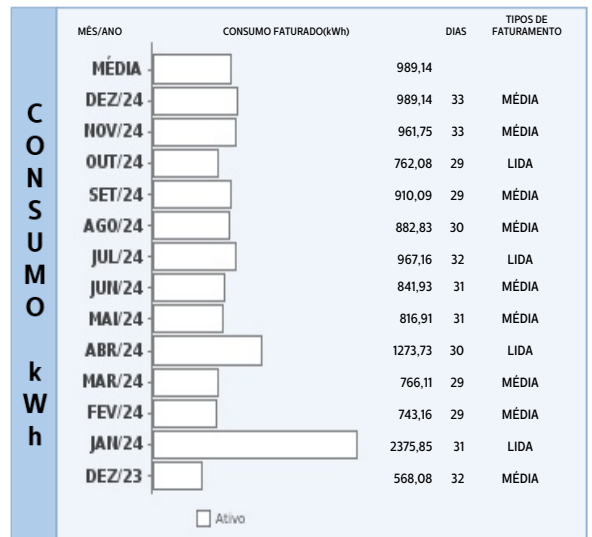 MÊS/ANO CONSUMO FATURADO(kWh) DIAS TIPOS DE FATURAMENTO
MÉDIA 989,14
DEZ/24 989,14 33 MÉDIA
NOV/24 961,75 33 MÉDIA
OUT/24 762,08 29 LIDA
SET/24 910,09 29 MÉDIA
AGO/24 882,83 30 MÉDIA
JUL/24 967,16 32 LIDA
JUN/24 841,93 31 MÉDIA
MAI/24 816,91 31 MÉDIA
ABR/24 1273,73 30 LIDA
MAR/24 766,11 29 MÉDIA
FEV/24 743,16 29 MÉDIA
JAN/24 2375,85 31 LIDA
DEZ/23 568,08 32 MÉDIA
Ativo
CONSUMO kWh